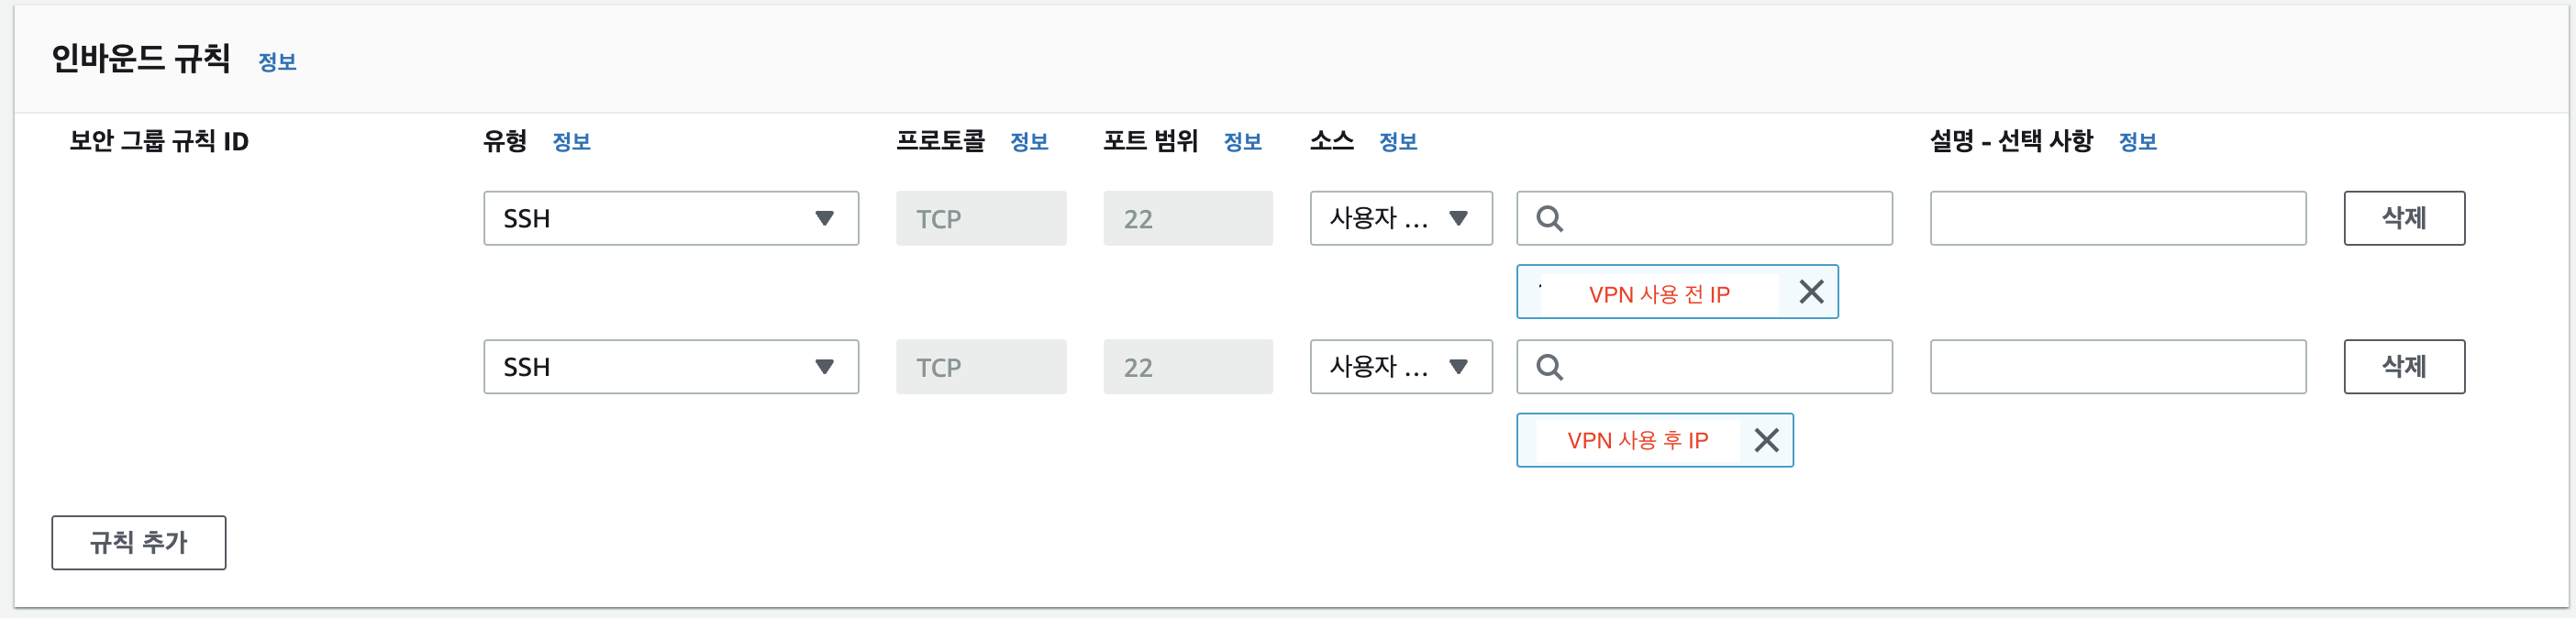 인바운드 규칙 정보
보안 그룹 규칙 ID 유형 정보 프로토콜 정보 포트 범위 정보 소스 정보 설명 - 선택 사항 정보
SSH TCP 22 사용자 ... 삭제
VPN 사용 전 IP
SSH TCP 22 사용자 ... 삭제
VPN 사용 후 IP
규칙 추가